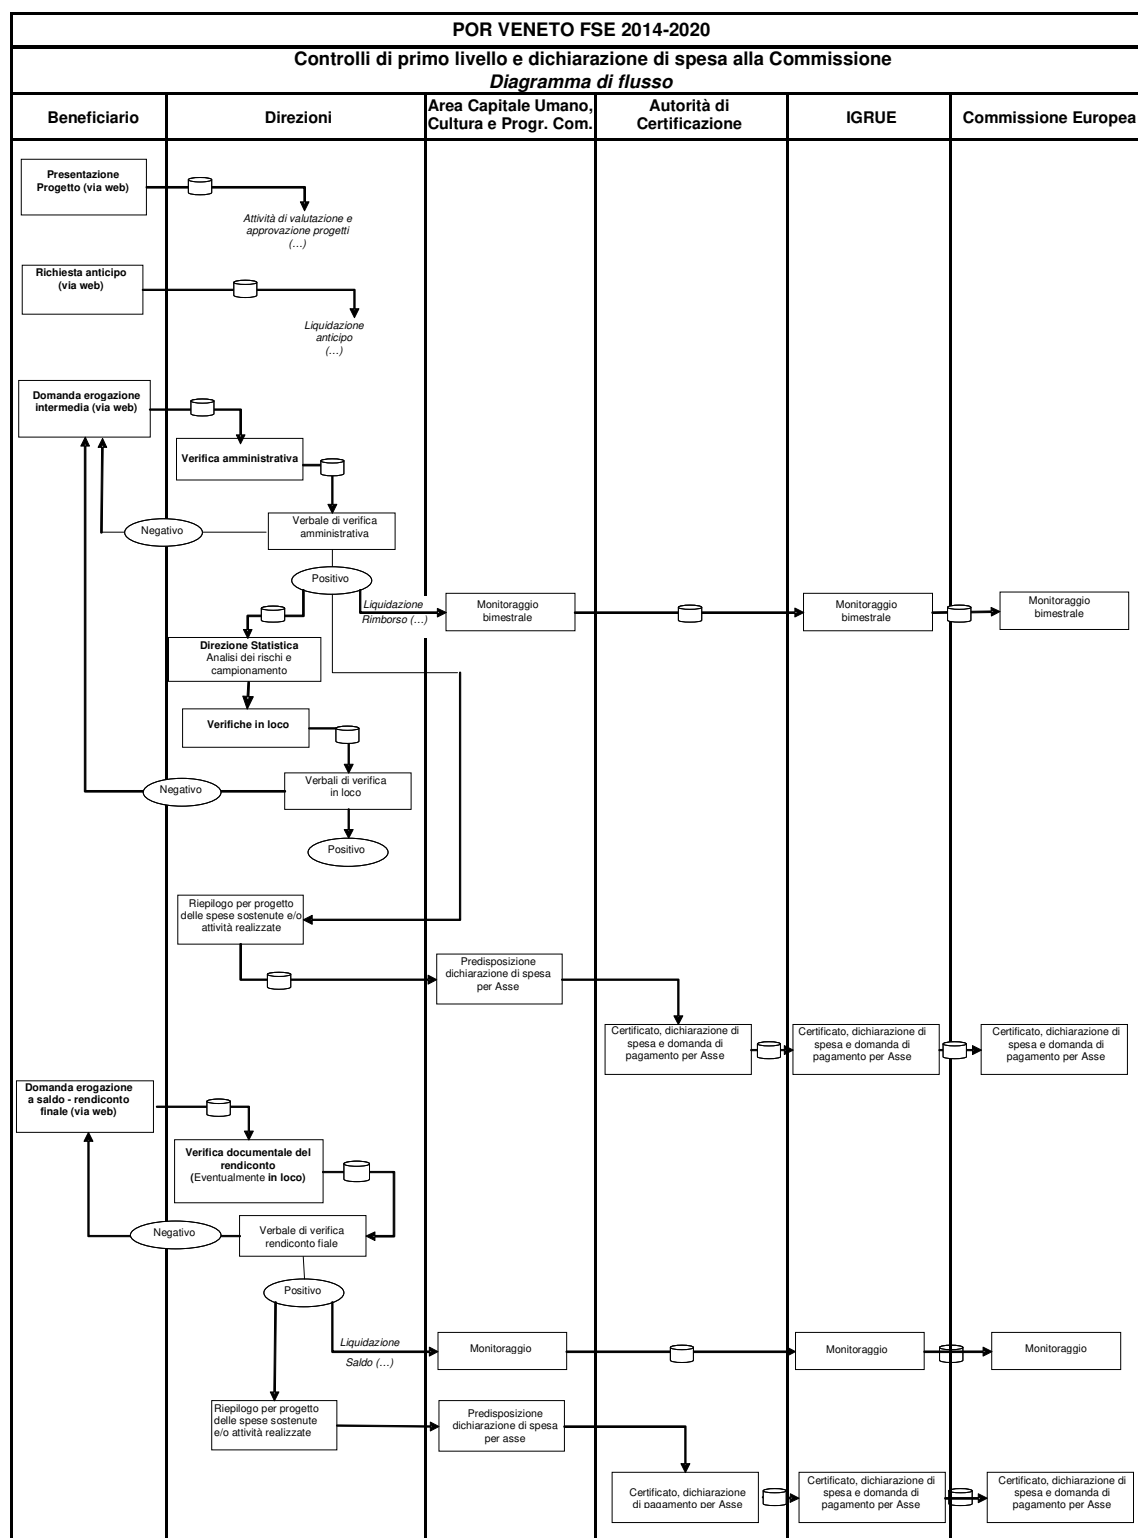 POR VENETO FSE 2014-2020
Controlli di primo livello e dichiarazione di spesa alla Commissione
Diagramma di flusso
Beneficiario
Direzioni
Area Capitale Umano,
Cultura e Progr. Com.
Autorità di
Certificazione
IGRUE
Commissione Europea
Presentazione
Progetto (via web)
Attività di valutazione e
approvazione progetti
(…)
Richiesta anticipo
(via web)
Liquidazione
anticipo
(…)
Domanda erogazione
intermedia (via web)
Verifica amministrativa
Negativo
Verbale di verifica
amministrativa
Positivo
Liquidazione
Rimborso (…)
Monitoraggio
bimestrale
Monitoraggio
bimestrale
Monitoraggio
bimestrale
Direzione Statistica
Analisi dei rischi e
campionamento
Verifiche in loco
Negativo
Verbali di verifica
in loco
Positivo
Riepilogo per progetto
delle spese sostenute e/o
attività realizzate
Predisposizione
dichiarazione di spesa
per Asse
Certificato, dichiarazione di
spesa e domanda di
pagamento per Asse
Certificato, dichiarazione di
spesa e domanda di
pagamento per Asse
Certificato, dichiarazione di
spesa e domanda di
pagamento per Asse
Domanda erogazione
a saldo - rendiconto
finale (via web)
Verifica documentale del
rendiconto
(Eventualmente in loco)
Negativo
Verbale di verifica
rendiconto fiale
Positivo
Liquidazione
Saldo (…)
Monitoraggio
Monitoraggio
Monitoraggio
Riepilogo per progetto
delle spese sostenute
e/o attività realizzate
Predisposizione
dichiarazione di spesa
per asse
Certificato, dichiarazione
di pagamento per Asse
Certificato, dichiarazione di
spesa e domanda di
pagamento per Asse
Certificato, dichiarazione di
spesa e domanda di
pagamento per Asse